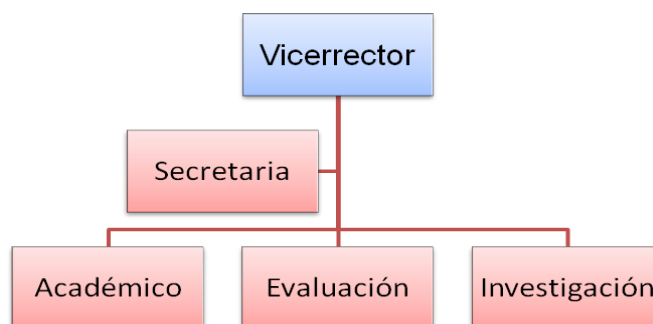 Vicerrector
Secretaria
Académico
Evaluación
Investigación